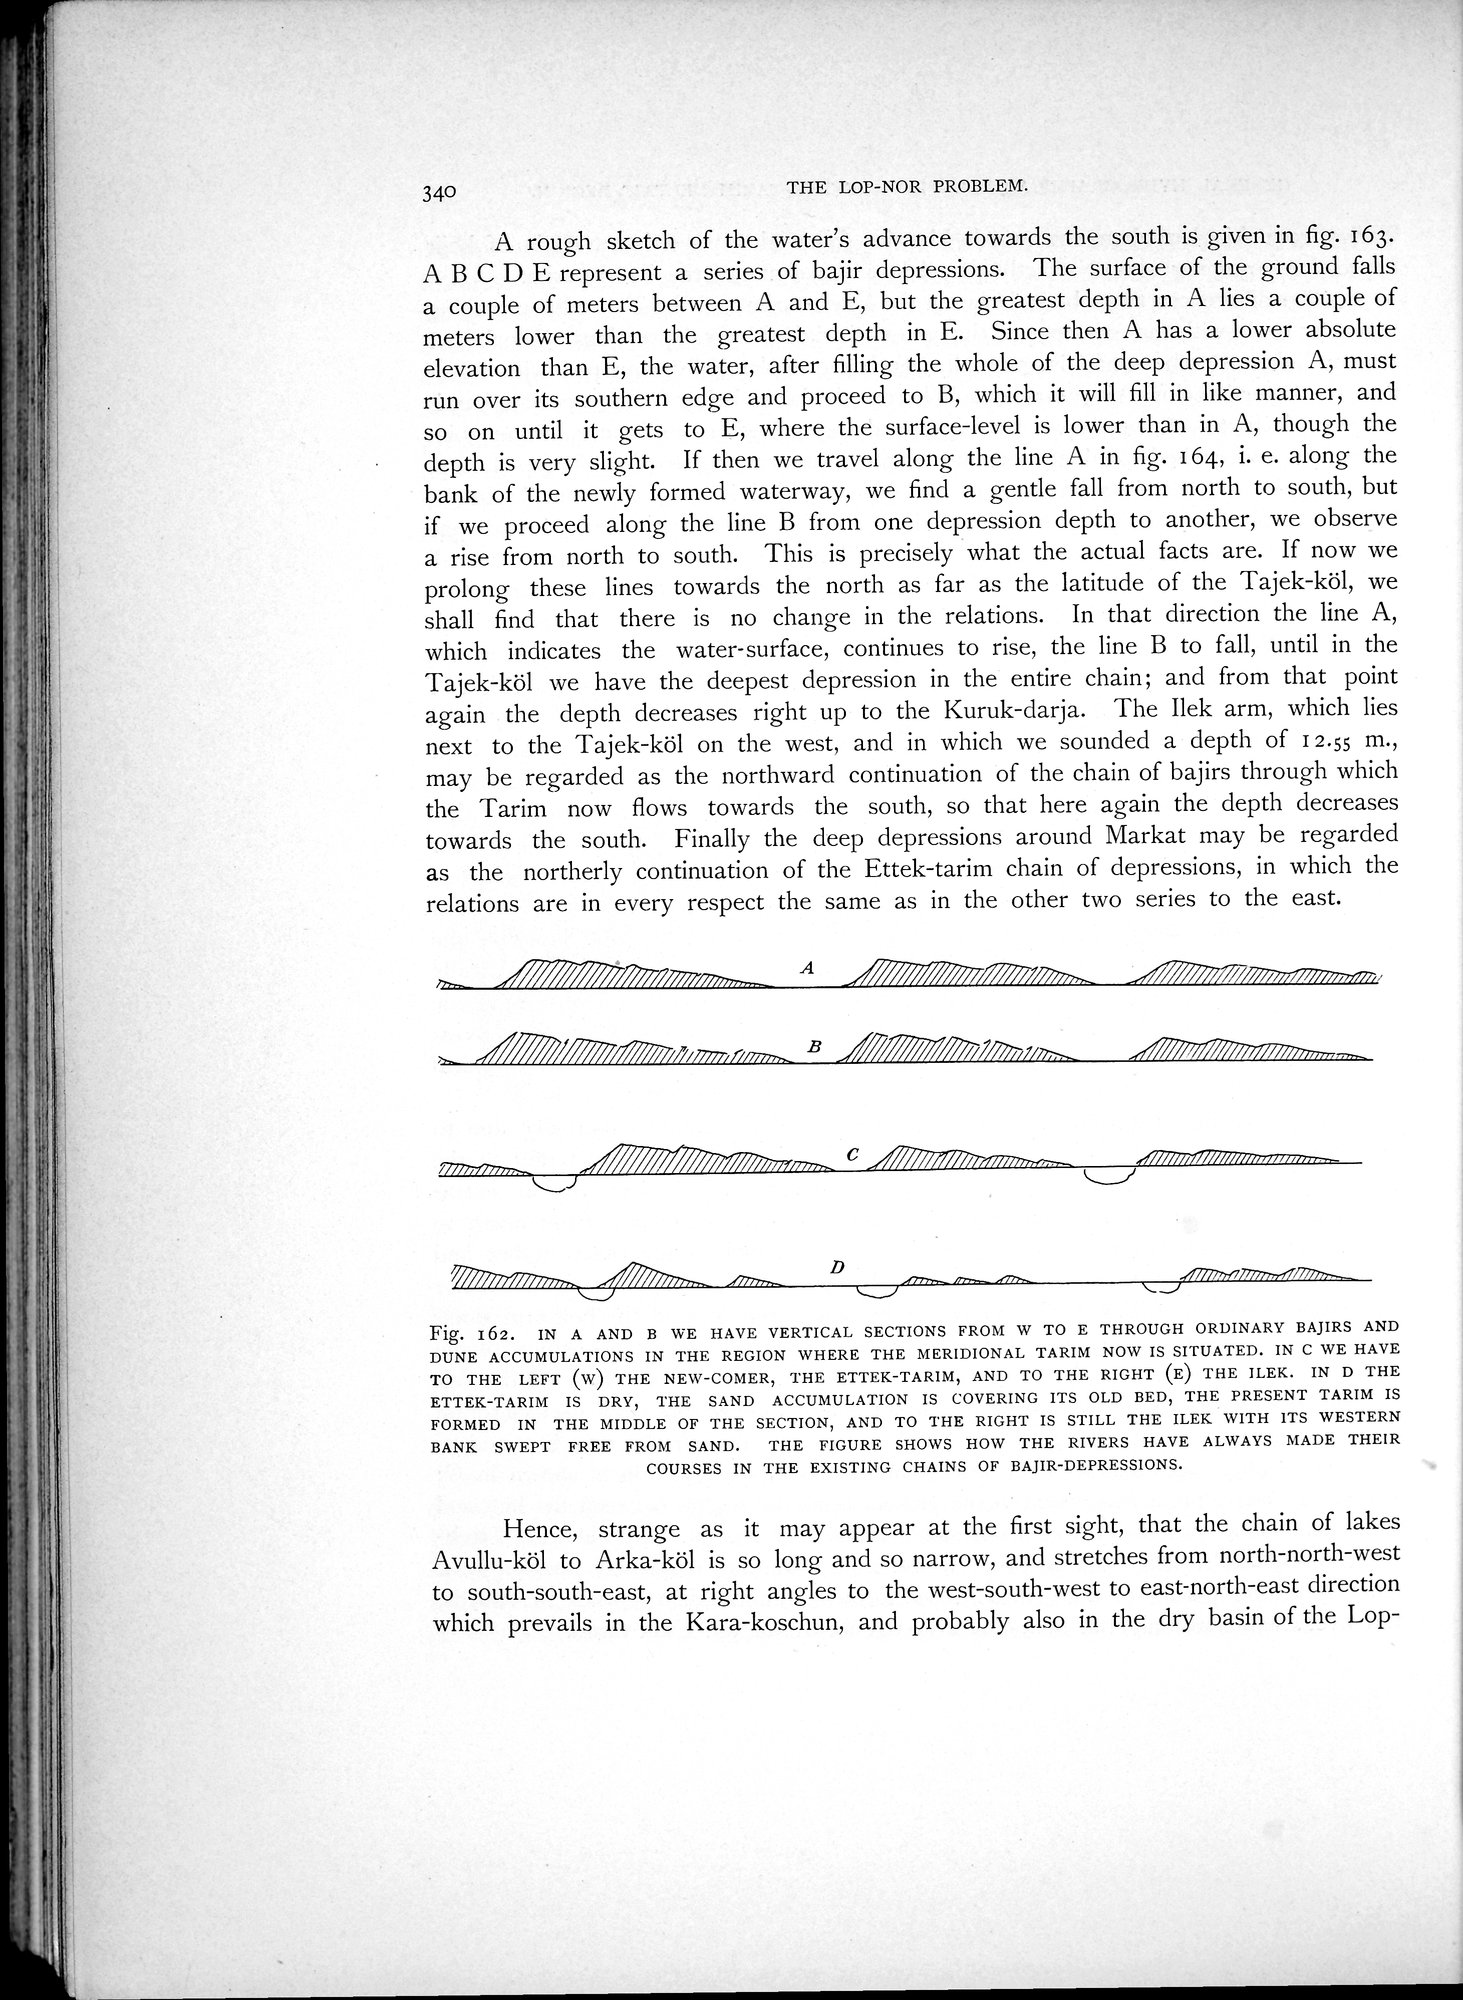 340
THE LOP-NOR PROBLEM.
A rough sketch of the water's advance towards the south is given in fig. 163.
A B C D E represent a series of bajir depressions. The surface of the ground falls
a couple of meters between A and E, but the greatest depth in A lies a couple of
meters lower than the greatest depth in E. Since then A has a lower absolute
elevation than E, the water, after filling the whole of the deep depression A, must
run over its southern edge and proceed to B, which it will fill in like manner, and
so on until it gets to E, where the surface-level is lower than in A, though the
depth is very slight. If then we travel along the line A in fig. 164, i. e. along the
bank of the newly formed waterway, we find a gentle fall from north to south, but
if we proceed along the line B from one depression depth to another, we observe
a rise from north to south. This is precisely what the actual facts are. If now we
prolong these lines towards the north as far as the latitude of the Tajek-köl, we
shall find that there is no change in the relations. In that direction the line A,
which indicates the water-surface, continues to rise, the line B to fall, until in the
Tajek-köl we have the deepest depression in the entire chain; and from that point
again the depth decreases right up to the Kuruk-darja. The Ilek arm, which lies
next to the Tajek-köl on the west, and in which we sounded a depth of 12.55 m.,
may be regarded as the northward continuation of the chain of bajirs through which
the Tarim now flows towards the south, so that here again the depth decreases
towards the south. Finally the deep depressions around Markat may be regarded
as the northerly continuation of the Ettek-tarim chain of depressions, in which the
relations are in every respect the same as in the other two series to the east.
A
B
C
D
Fig. 162. IN A AND B WE HAVE VERTICAL SECTIONS FROM W TO E THROUGH ORDINARY BAJIRS AND
DUNE ACCUMULATIONS IN THE REGION WHERE THE MERIDIONAL TARIM NOW IS SITUATED. IN C WE HAVE
TO THE LEFT (W) THE NEW-COMER, THE ETTEK-TARIM, AND TO THE RIGHT (E) THE ILEK. IN D THE
ETTEK-TARIM IS DRY, THE SAND ACCUMULATION IS COVERING ITS OLD BED, THE PRESENT TARIM IS
FORMED IN THE MIDDLE OF THE SECTION, AND TO THE RIGHT IS STILL THE ILEK WITH ITS WESTERN
BANK SWEPT FREE FROM SAND. THE FIGURE SHOWS HOW THE RIVERS HAVE ALWAYS MADE THEIR
COURSES IN THE EXISTING CHAINS OF BAJIR-DEPRESSIONS.
Hence, strange as it may appear at the first sight, that the chain of lakes
Avullu-köl to Arka-köl is so long and so narrow, and stretches from north-north-west
to south-south-east, at right angles to the west-south-west to east-north-east direction
which prevails in the Kara-koschun, and probably also in the dry basin of the Lop-